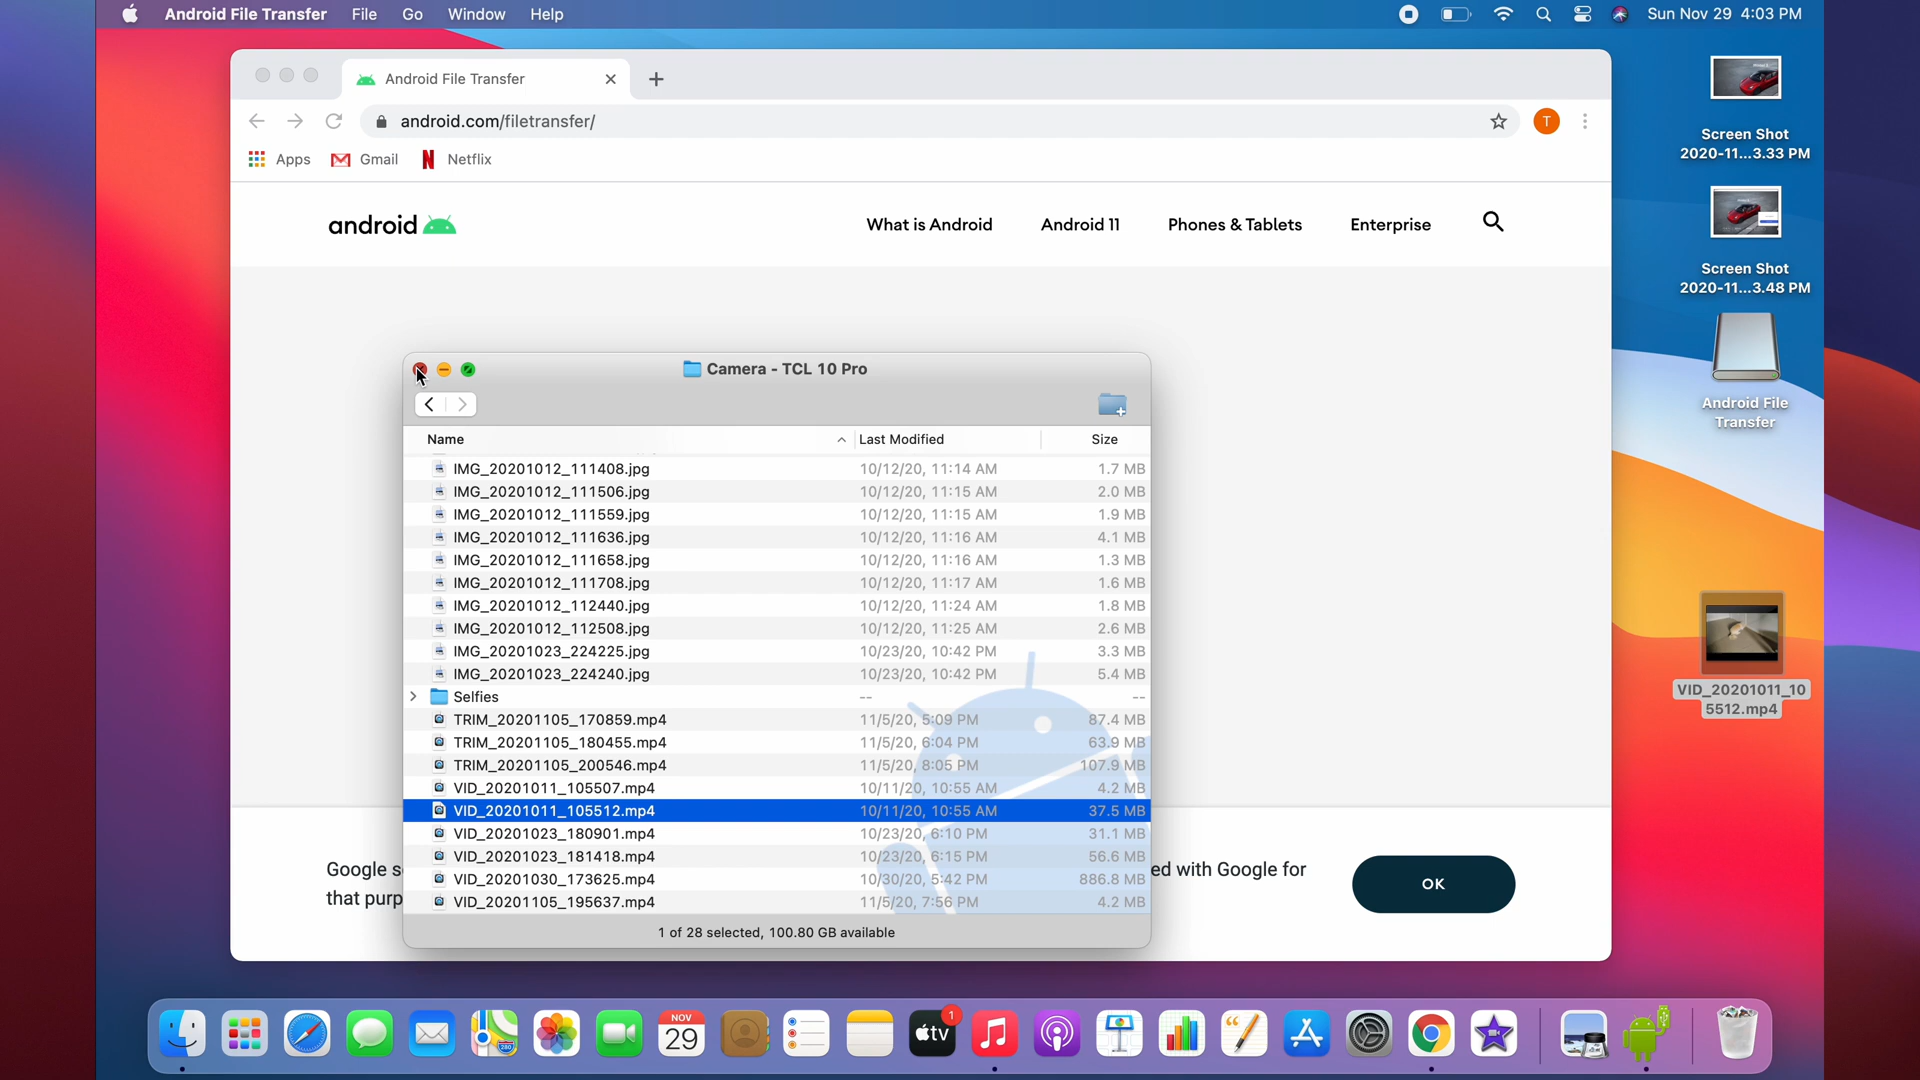 Android File Transfer File Go Window Help Sun Nov 29 4:03 PM
Android File Transfer
android.com/filetransfer/
T
Apps Gmail Netflix
android What is Android Android 11 Phones & Tablets Enterprise
Screen Shot
2020-11...3.33 PM
Screen Shot
2020-11...3.48 PM
Android File
Transfer
VID_20201011_10
5512.mp4
Camera - TCL 10 Pro
Name Last Modified Size
IMG_20201012_111408.jpg 10/12/20, 11:14 AM 1.7 MB
IMG_20201012_111506.jpg 10/12/20, 11:15 AM 2.0 MB
IMG_20201012_111559.jpg 10/12/20, 11:15 AM 1.9 MB
IMG_20201012_111636.jpg 10/12/20, 11:16 AM 4.1 MB
IMG_20201012_111658.jpg 10/12/20, 11:16 AM 1.3 MB
IMG_20201012_111708.jpg 10/12/20, 11:17 AM 1.6 MB
IMG_20201012_112440.jpg 10/12/20, 11:24 AM 1.8 MB
IMG_20201012_112508.jpg 10/12/20, 11:25 AM 2.6 MB
IMG_20201023_224225.jpg 10/23/20, 10:42 PM 3.3 MB
IMG_20201023_224240.jpg 10/23/20, 10:42 PM 5.4 MB
Selfies -- --
TRIM_20201105_170859.mp4 11/5/20, 5:09 PM 87.4 MB
TRIM_20201105_180455.mp4 11/5/20, 6:04 PM 63.9 MB
TRIM_20201105_200546.mp4 11/5/20, 8:05 PM 107.9 MB
VID_20201011_105507.mp4 10/11/20, 10:55 AM 4.2 MB
VID_20201011_105512.mp4 10/11/20, 10:55 AM 37.5 MB
VID_20201023_180901.mp4 10/23/20, 6:10 PM 31.1 MB
VID_20201023_181418.mp4 10/23/20, 6:15 PM 56.6 MB
VID_20201030_173625.mp4 10/30/20, 5:42 PM 886.8 MB
VID_20201105_195637.mp4 11/5/20, 7:56 PM 4.2 MB
1 of 28 selected, 100.80 GB available
Google s ed with Google for
that purp
OK
NOV
29
tv
1
280